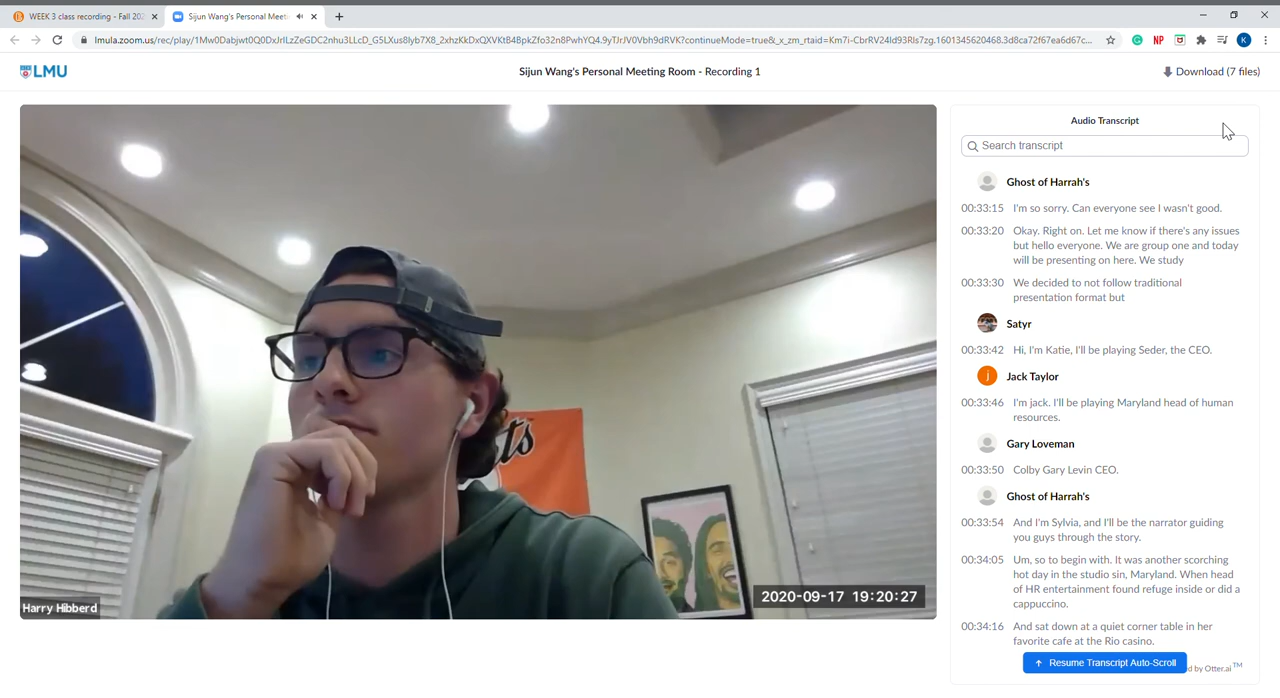 WEEK 3 class recording - Fall 202
Sijun Wang's Personal Meeti
lmula.zoom.us/rec/play/1Mw0Dabjwt0Q0DxJrILzZeGDC2nhu3LLcD_G5LXus8lyb7X8_2xhzKkDxQXVKtB4BpkZfo32n8PwhYQ4.9yTJrJV0Vbh9dRVK?continueMode=true&_x_zm_rtaid=Km7i-CbrRV24Id93RIs7zg.1601345620468.3d8ca72f67ea6d67c...
NP
K
LMU
Sijun Wang's Personal Meeting Room - Recording 1
Download (7 files)
Audio Transcript
Search transcript
Ghost of Harrah's
00:33:15 I'm so sorry. Can everyone see I wasn't good.
00:33:20 Okay. Right on. Let me know if there's any issues
but hello everyone. We are group one and today
will be presenting on here. We study
00:33:30 We decided to not follow traditional
presentation format but
Satyr
00:33:42 Hi, I'm Katie, I'll be playing Seder, the CEO.
j Jack Taylor
00:33:46 I'm jack. I'll be playing Maryland head of human
resources.
Gary Loveman
00:33:50 Colby Gary Levin CEO.
Ghost of Harrah's
00:33:54 And I'm Sylvia, and I'll be the narrator guiding
you guys through the story.
00:34:05 Um, so to begin with. It was another scorching
hot day in the studio sin, Maryland. When head
of HR entertainment found refuge inside or did a
cappuccino.
00:34:16 And sat down at a quiet corner table in her
favorite cafe at the Rio casino.
Resume Transcript Auto-Scroll
d by Otter.ai TM
ts
Harry Hibberd
2020-09-17 19:20:27